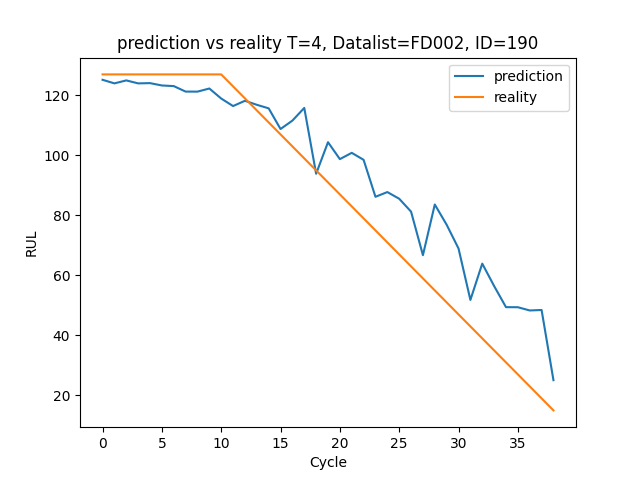 prediction vs reality T=4, Datalist=FD002, ID=190
prediction
reality
120
100
80
60
40
20
RUL
0 5 10 15 20 25 30 35
Cycle